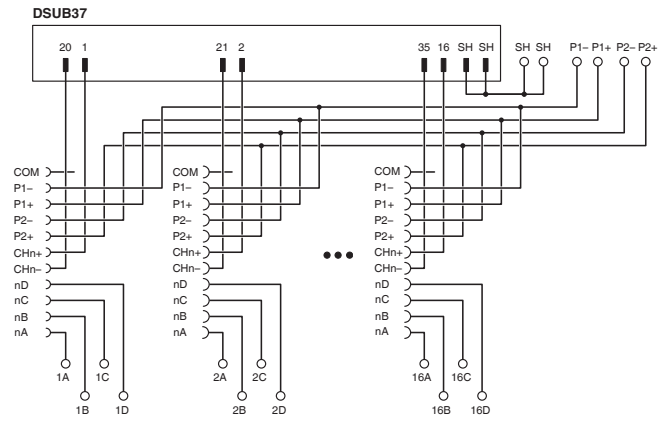 DSUB37
20 1 21 2 35 16 SH SH SH SH P1– P1+ P2– P2+
COM COM COM
P1– P1– P1–
P1+ P1+ P1+
P2– P2– P2–
P2+ P2+ P2+
CHn+ CHn+ CHn+
CHn– CHn– CHn–
nD nD nD
nC nC nC
nB nB nB
nA nA nA
1A 1C 2A 2C 16A 16C
1B 1D 2B 2D 16B 16D